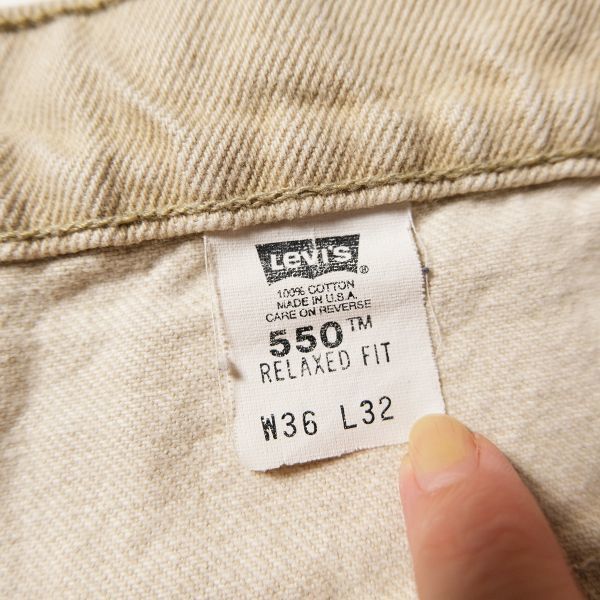 LEVI'S ®
100% COTTON
MADE IN U.S.A.
CARE ON REVERSE
550™
RELAXED FIT
W36 L32